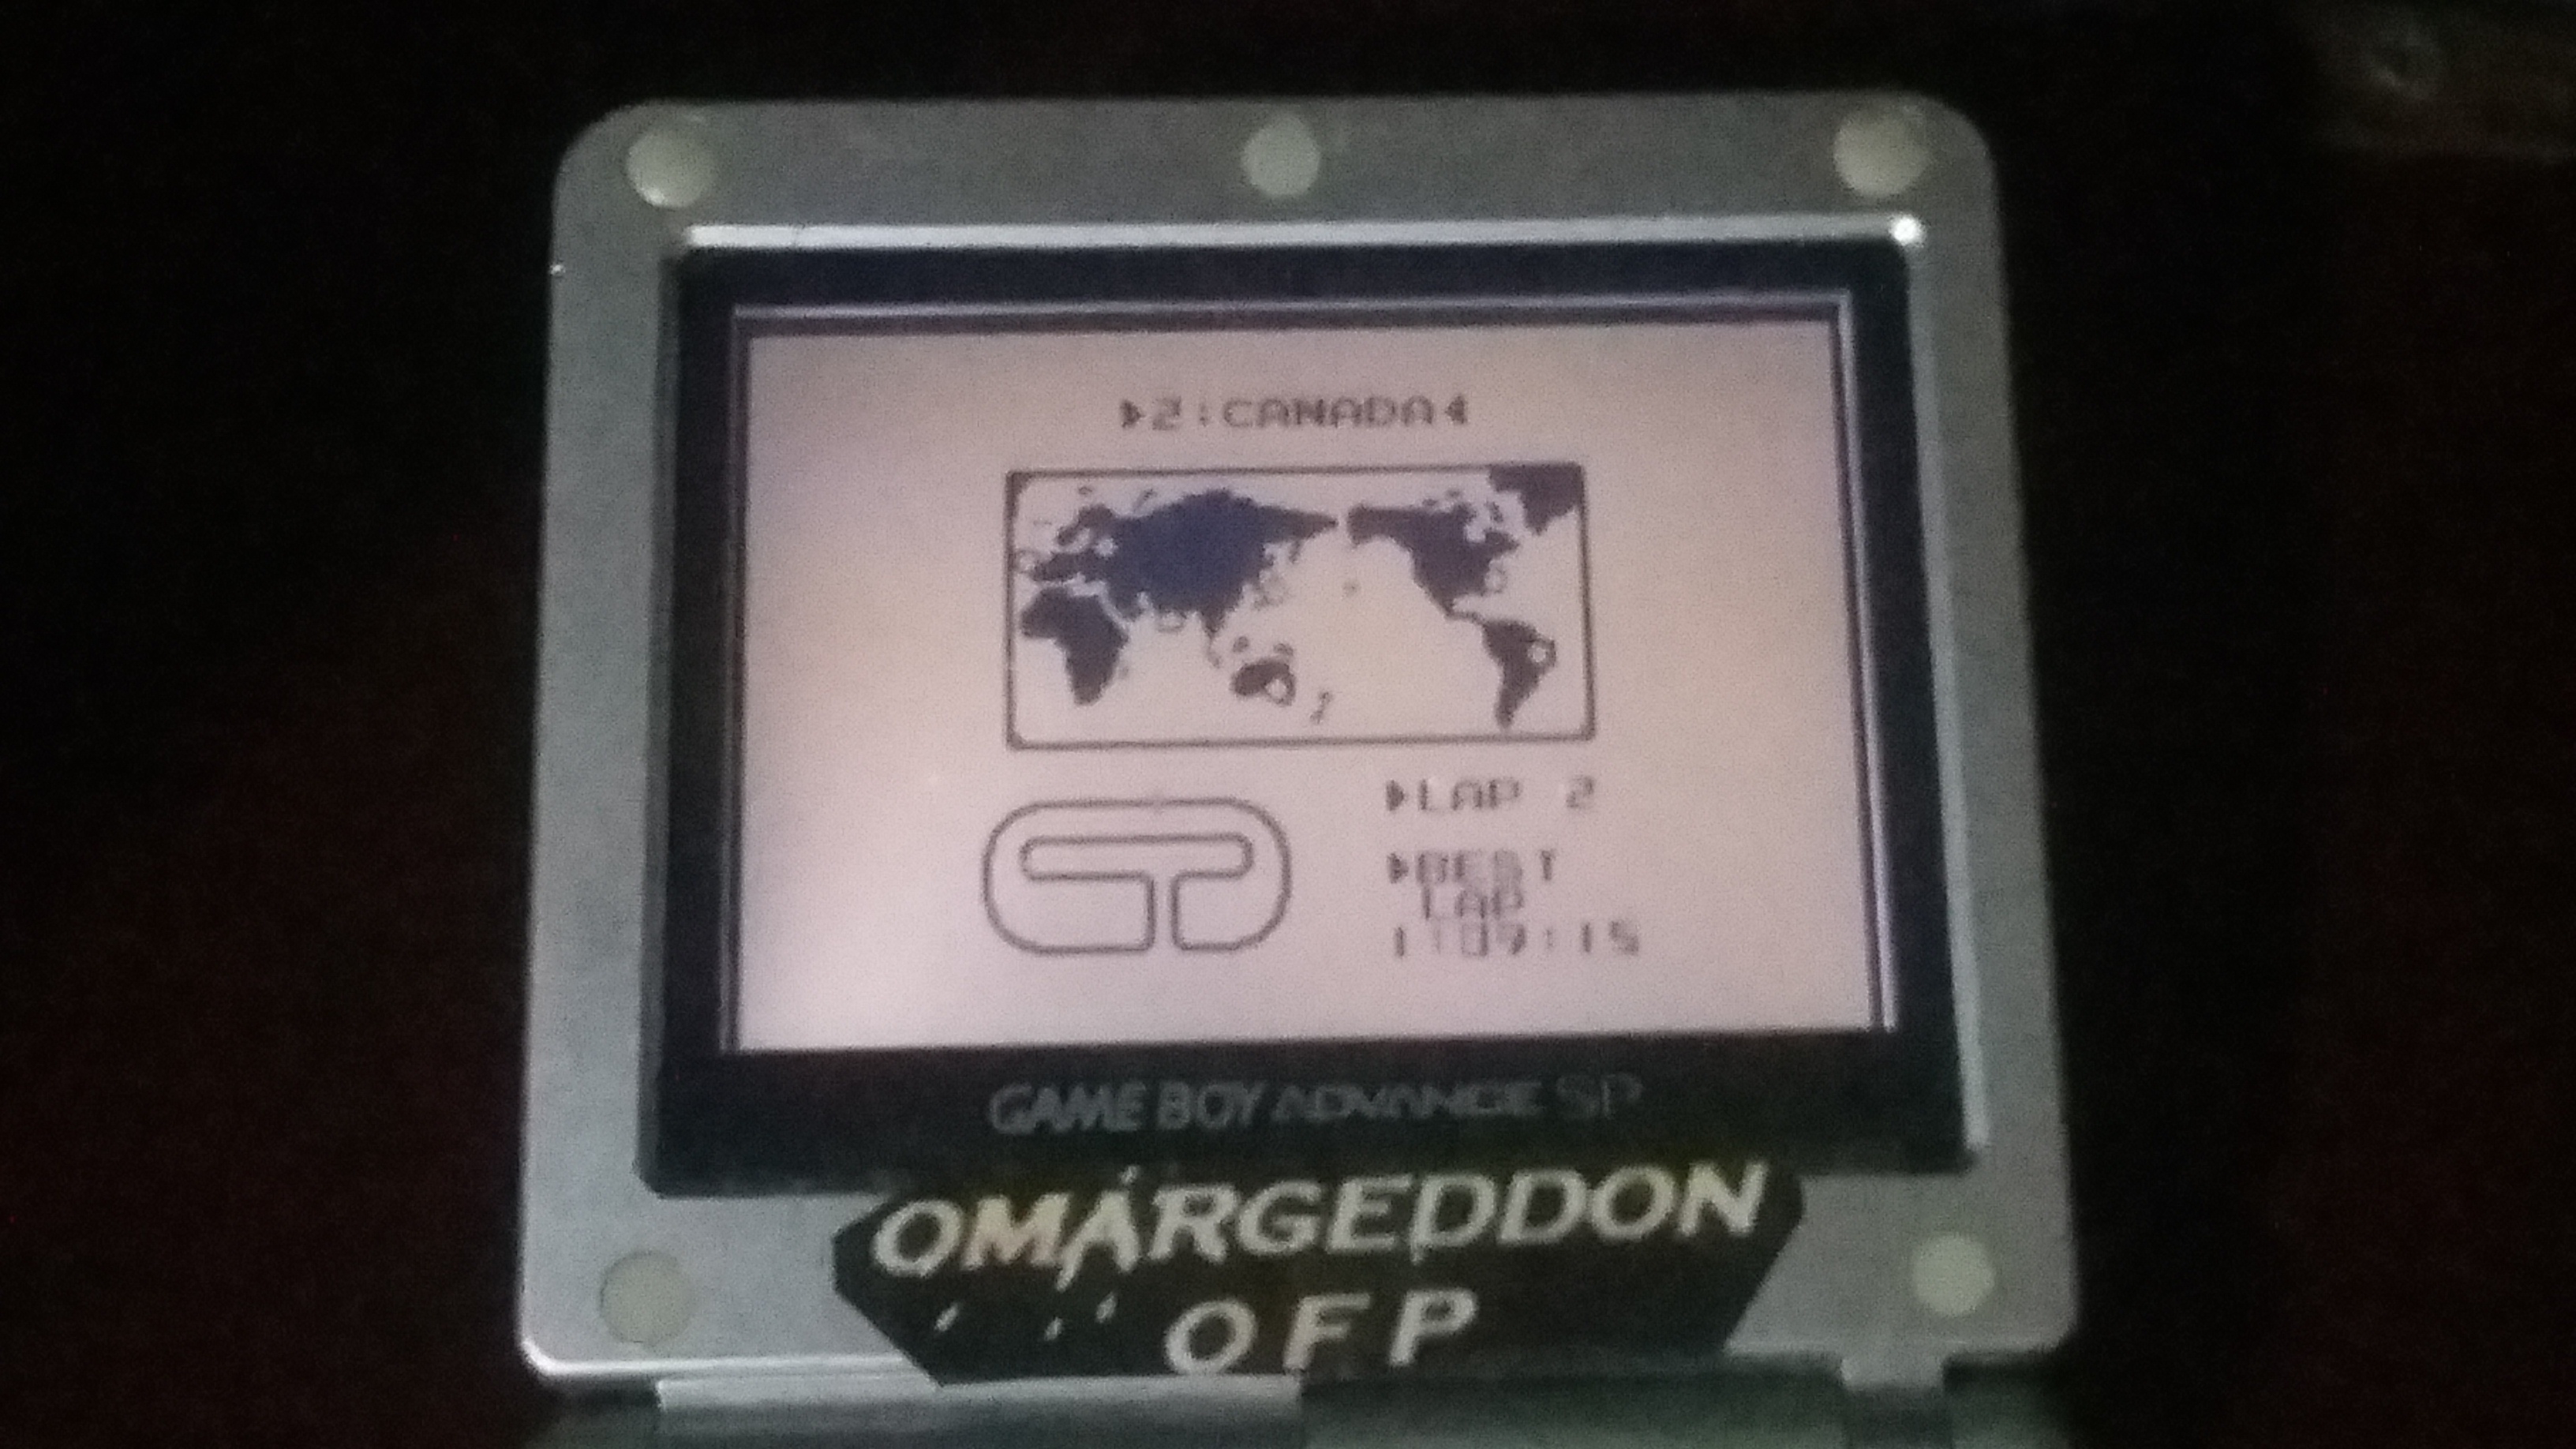 2:CANADA
LAP 2
BEST
LAP
1:09:15
GAME BOY ADVANCE SP
OMARGEDDON
OFP